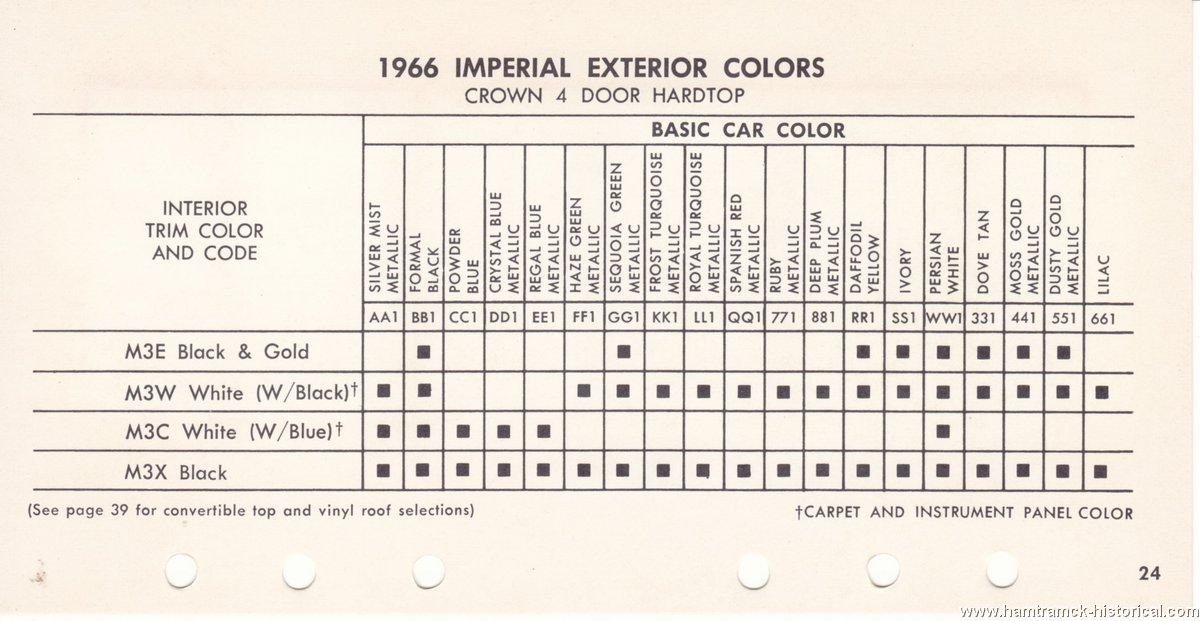 1966 IMPERIAL EXTERIOR COLORS
CROWN 4 DOOR HARDTOP
BASIC CAR COLOR
INTERIOR
TRIM COLOR
AND CODE
SILVER MIST
METALLIC
FORMAL
BLACK
POWDER
BLUE
CRYSTAL BLUE
METALLIC
REGAL BLUE
METALLIC
HAZE GREEN
METALLIC
SEQUOIA GREEN
METALLIC
FROST TURQUOISE
METALLIC
ROYAL TURQUOISE
METALLIC
SPANISH RED
METALLIC
RUBY
METALLIC
DEEP PLUM
METALLIC
DAFFODIL
YELLOW
IVORY
PERSIAN
WHITE
DOVE TAN
MOSS GOLD
METALLIC
DUSTY GOLD
METALLIC
LILAC
AA1 BB1 CC1 DD1 EE1 FF1 GG1 KK1 LL1 QQ1 771 881 RR1 SS1 WW1 331 441 551 661
M3E Black & Gold ■ ■ ■ ■ ■ ■ ■ ■
M3W White (W/Black)† ■ ■ ■ ■ ■ ■ ■ ■ ■ ■ ■ ■ ■ ■ ■ ■
M3C White (W/Blue)† ■ ■ ■ ■ ■ ■
M3X Black ■ ■ ■ ■ ■ ■ ■ ■ ■ ■ ■ ■ ■ ■ ■ ■ ■ ■ ■
(See page 39 for convertible top and vinyl roof selections)
†CARPET AND INSTRUMENT PANEL COLOR
24
www.hamtramck-historical.com